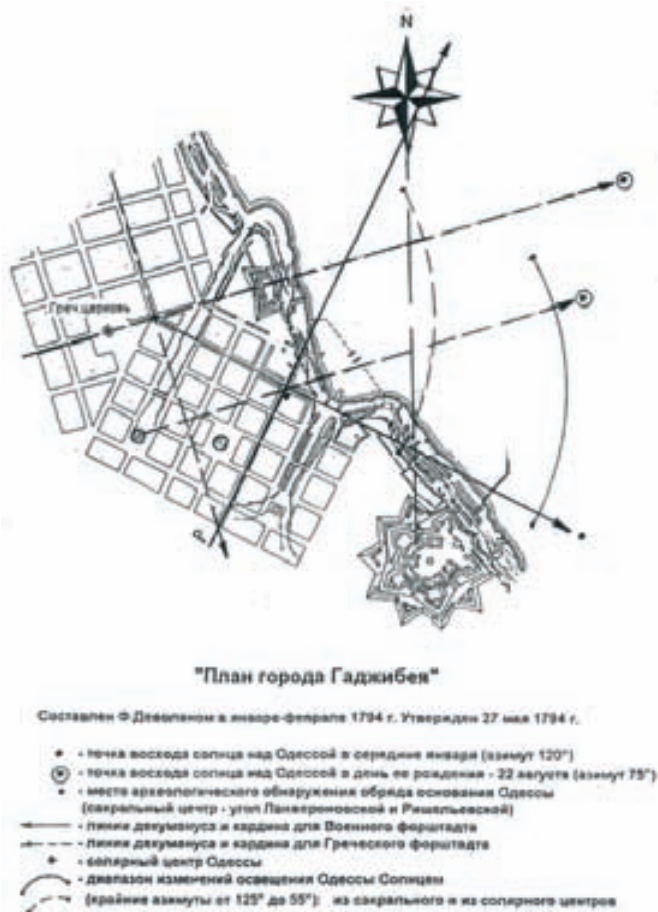 N
Греч.церковь
"План города Гаджибея"
Составлен Ф.Деволаном в январе-феврале 1794 г. Утвержден 27 мая 1794 г.
- точка восхода солнца над Одессой в середине января (азимут 120°)
- точка восхода солнца над Одессой в день ее рождения - 22 августа (азимут 75°)
- место археологического обнаружения обряда основания Одессы
(сакральный центр - угол Ланжероновской и Ришельевской)
- линии декумануса и кардина для Военного форштадта
- линии декумануса и кардина для Греческого форштадта
- солярный центр Одессы
- диапазон изменений освещения Одессы Солнцем
(крайние азимуты от 125° до 55°): из сакрального и из солярного центров